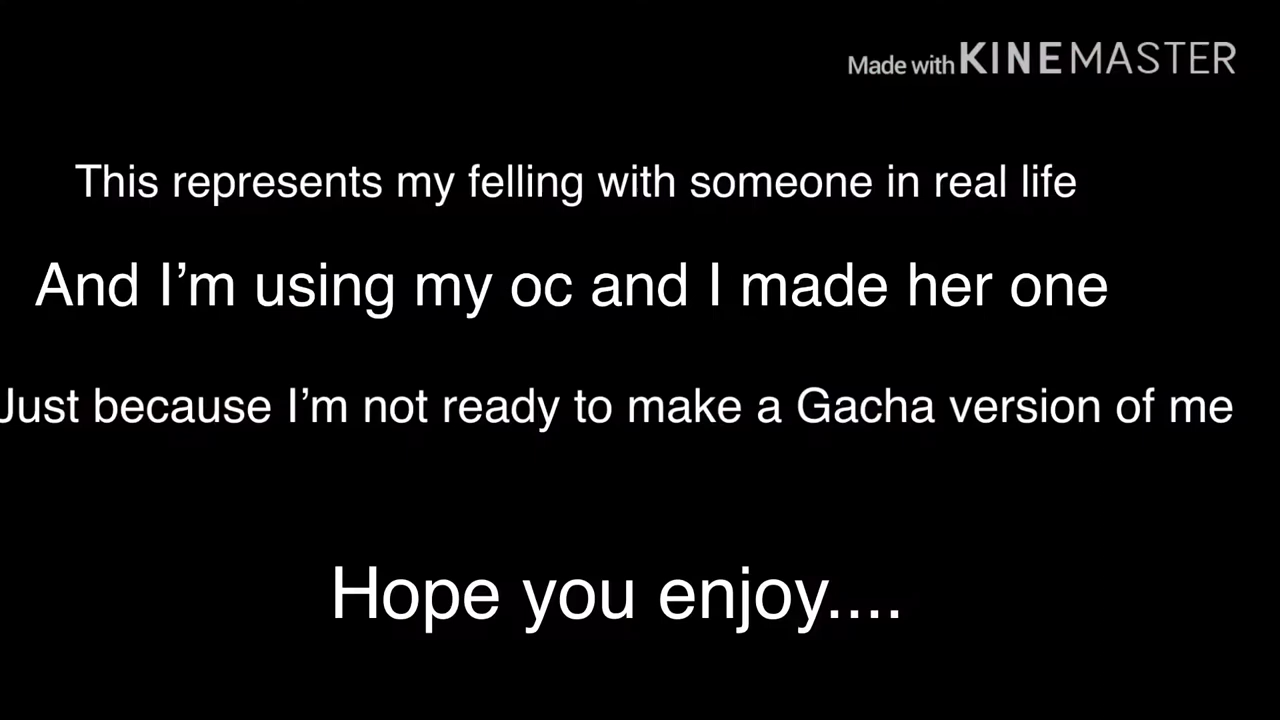 Made with KINEMASTER
This represents my felling with someone in real life
And I’m using my oc and I made her one
Just because I’m not ready to make a Gacha version of me
Hope you enjoy....